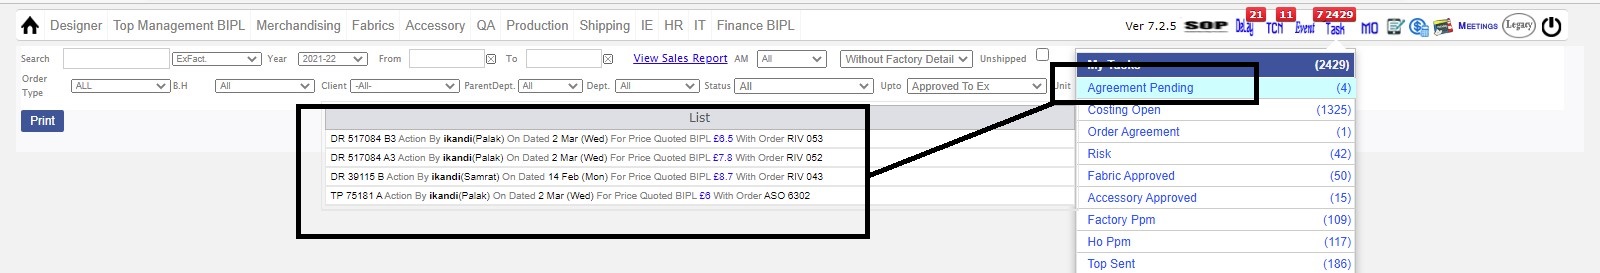 Designer Top Management BIPL Merchandising Fabrics Accessory QA Production Shipping IE HR IT Finance BIPL Ver 7.2.5 SOP Delay 21 TCN 11 Event Task 7 2429 MO MEETINGS Legacy
Search ExFact. Year 2021-22 From To View Sales Report AM All Without Factory Detail Unshipped
Order Type ALL B.H All Client -All- ParentDept. All Dept. All Status All Upto Approved To Ex Unit
Print
List
DR 517084 B3 Action By ikandi(Palak) On Dated 2 Mar (Wed) For Price Quoted BIPL £6.5 With Order RIV 053
DR 517084 A3 Action By ikandi(Palak) On Dated 2 Mar (Wed) For Price Quoted BIPL £7.8 With Order RIV 052
DR 39115 B Action By ikandi(Samrat) On Dated 14 Feb (Mon) For Price Quoted BIPL £8.7 With Order RIV 043
TP 75181 A Action By ikandi(Palak) On Dated 2 Mar (Wed) For Price Quoted BIPL £6 With Order ASO 6302
My Tasks (2429)
Agreement Pending (4)
Costing Open (1325)
Order Agreement (1)
Risk (42)
Fabric Approved (50)
Accessory Approved (15)
Factory Ppm (109)
Ho Ppm (117)
Top Sent (186)